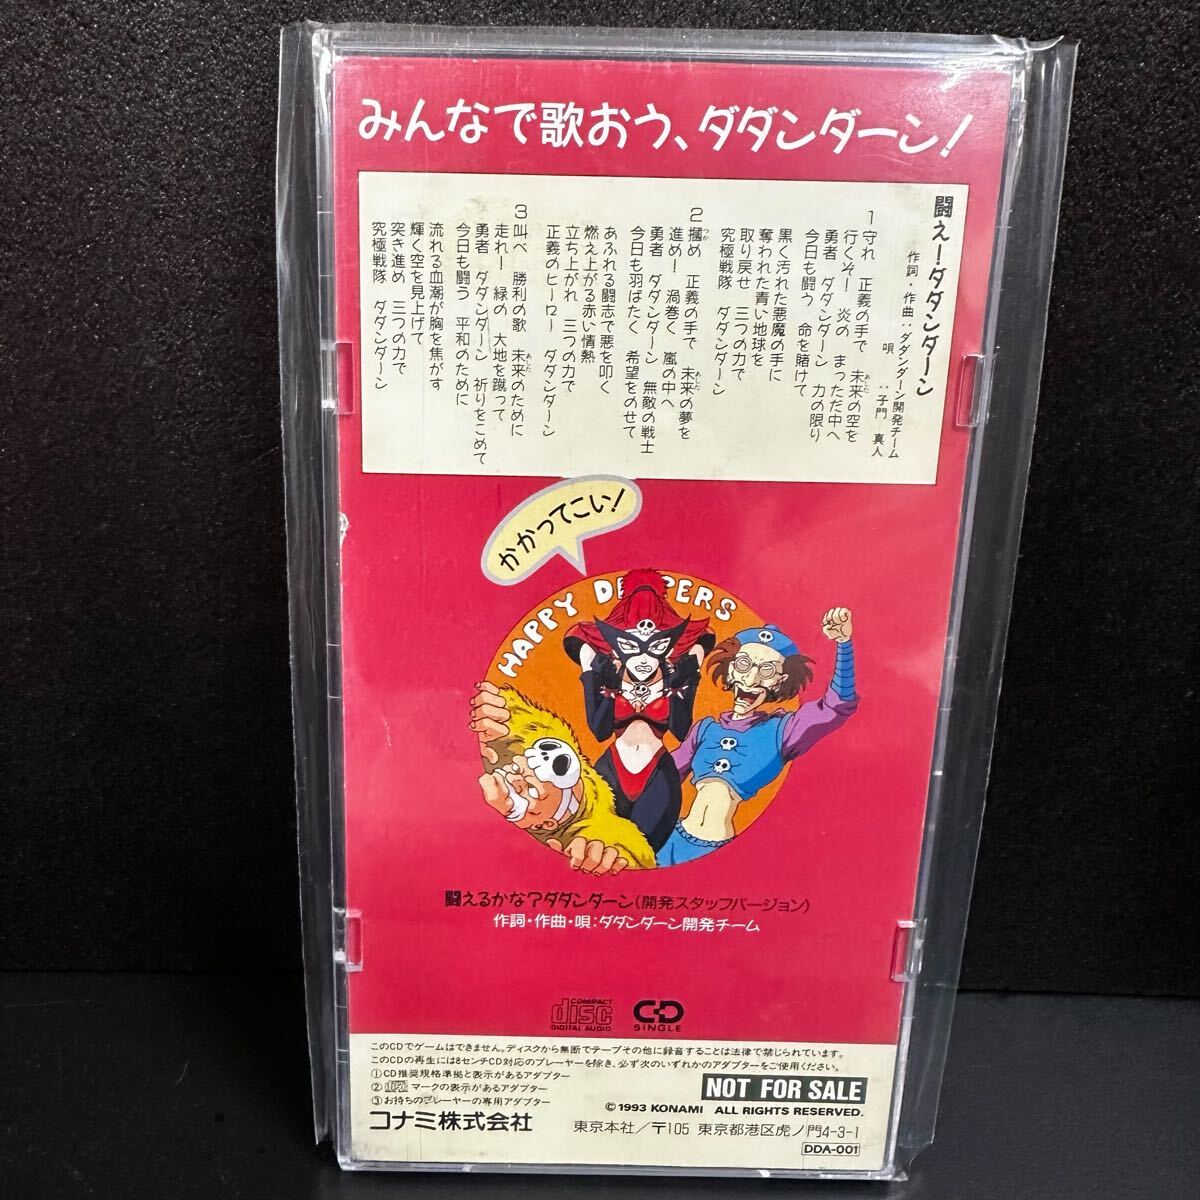 みんなで歌おう、ダダンダーン!
闘え!ダダンダーン
作詞・作曲:ダダンダーン開発チーム
唄:子門 真人
1 守れ 正義の手で 未来の空を
あした
行くぞー 炎の まっただ中へ
勇者 ダダンダーン 力の限り
今日も闘う 命を賭けて
黒く汚れた悪魔の手に
奪われた青い地球を
取り戻せ 三つの力で
究極戦隊 ダダンダーン
2 掴め 正義の手で 未来の夢を
つか
あした
進めー 渦巻く 嵐の中へ
勇者 ダダンダーン 無敵の戦士
今日も羽ばたく 希望をのせて
あふれる闘志で悪を叩く
燃え上がる赤い情熱
立ち上がれ 三つの力で
正義のヒーロー ダダンダーン
3 叫べ 勝利の歌 未来のために
あした
走れー 緑の 大地を蹴って
勇者 ダダンダーン 祈りをこめて
今日も闘う 平和のために
流れる血潮が胸を焦がす
輝く空を見上げて
突き進め 三つの力で
究極戦隊 ダダンダーン
かかってこい!
HAPPY DE PERS
闘えるかな?ダダンダーン(開発スタッフバージョン)
作詞・作曲・唄:ダダンダーン開発チーム
COMPACT
disc
DIGITAL AUDIO
CD
SINGLE
このCDでゲームはできません。ディスクから無断でテープその他に録音することは法律で禁じられています。
このCDの再生には8センチCD対応のプレーヤーを除き、必ず次のいずれかのアダプターをご使用ください。
①CD推奨規格準拠と表示があるアダプター
② マークの表示があるアダプター
③お持ちのプレーヤーの専用アダプター
NOT FOR SALE
©1993 KONAMI ALL RIGHTS RESERVED.
コナミ株式会社
東京本社/〒105 東京都港区虎ノ門4-3-1
DDA-001